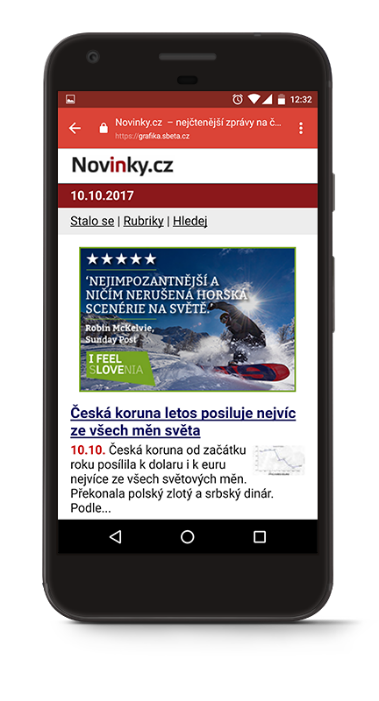 12:32
Novinky.cz – nejčtenější zprávy na č...
https://grafika.sbeta.cz
Novinky.cz
10.10.2017
Stalo se | Rubriky | Hledej
'NEJIMPOZANTNĚJŠÍ A
NIČÍM NERUŠENÁ HORSKÁ
SCENÉRIE NA SVĚTĚ.'
Robin McKelvie,
Sunday Post
I FEEL
SLOVENIA
Česká koruna letos posiluje nejvíc
ze všech měn světa
10.10. Česká koruna od začátku
roku posílila k dolaru i k euru
nejvíce ze všech světových měn.
Překonala polský zlotý a srbský dinár.
Podle...